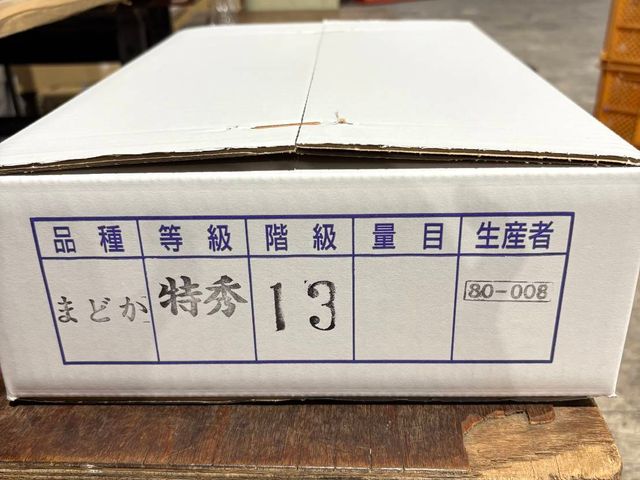 品種 等級 階級 量目 生産者
まどか 特秀 13 80-008